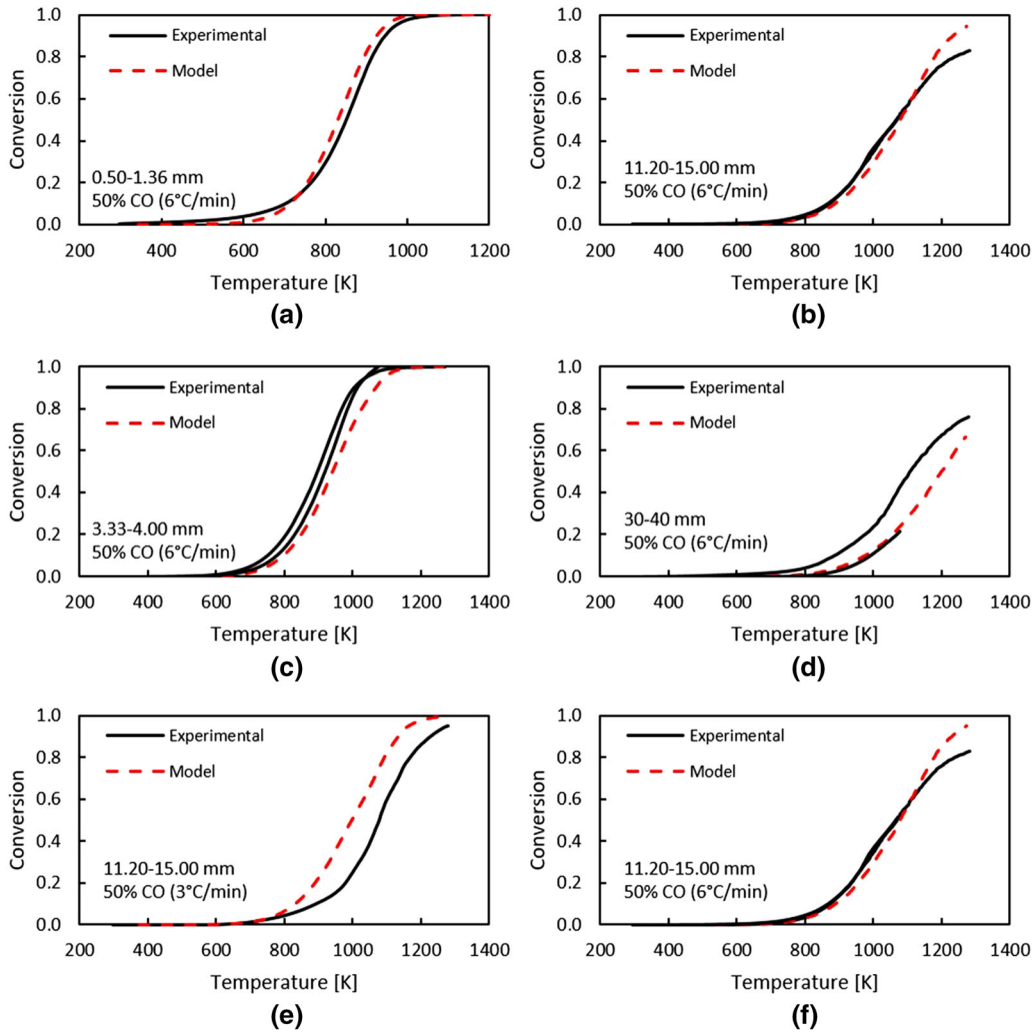 1.0
0.8
0.6
0.4
0.2
0.0
Conversion
Experimental
Model
0.50-1.36 mm
50% CO (6°C/min)
200 400 600 800 1000 1200
Temperature [K]
(a)
1.0
0.8
0.6
0.4
0.2
0.0
Conversion
Experimental
Model
11.20-15.00 mm
50% CO (6°C/min)
200 400 600 800 1000 1200 1400
Temperature [K]
(b)
1.0
0.8
0.6
0.4
0.2
0.0
Conversion
Experimental
Model
3.33-4.00 mm
50% CO (6°C/min)
200 400 600 800 1000 1200 1400
Temperature [K]
(c)
1.0
0.8
0.6
0.4
0.2
0.0
Conversion
Experimental
Model
30-40 mm
50% CO (6°C/min)
200 400 600 800 1000 1200 1400
Temperature [K]
(d)
1.0
0.8
0.6
0.4
0.2
0.0
Conversion
Experimental
Model
11.20-15.00 mm
50% CO (3°C/min)
200 400 600 800 1000 1200 1400
Temperature [K]
(e)
1.0
0.8
0.6
0.4
0.2
0.0
Conversion
Experimental
Model
11.20-15.00 mm
50% CO (6°C/min)
200 400 600 800 1000 1200 1400
Temperature [K]
(f)